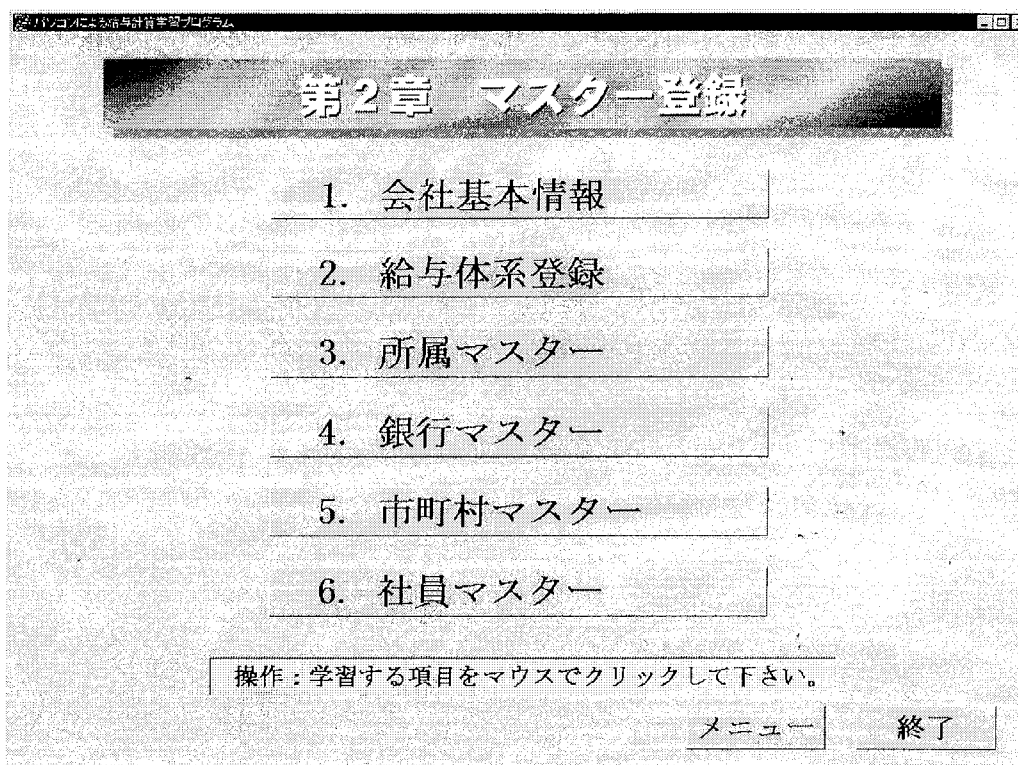 パソコンによる給与計算学習プログラム
第2章 マスター登録
1. 会社基本情報
2. 給与体系登録
3. 所属マスター
4. 銀行マスター
5. 市町村マスター
6. 社員マスター
操作:学習する項目をマウスでクリックして下さい。
メニュー 終了